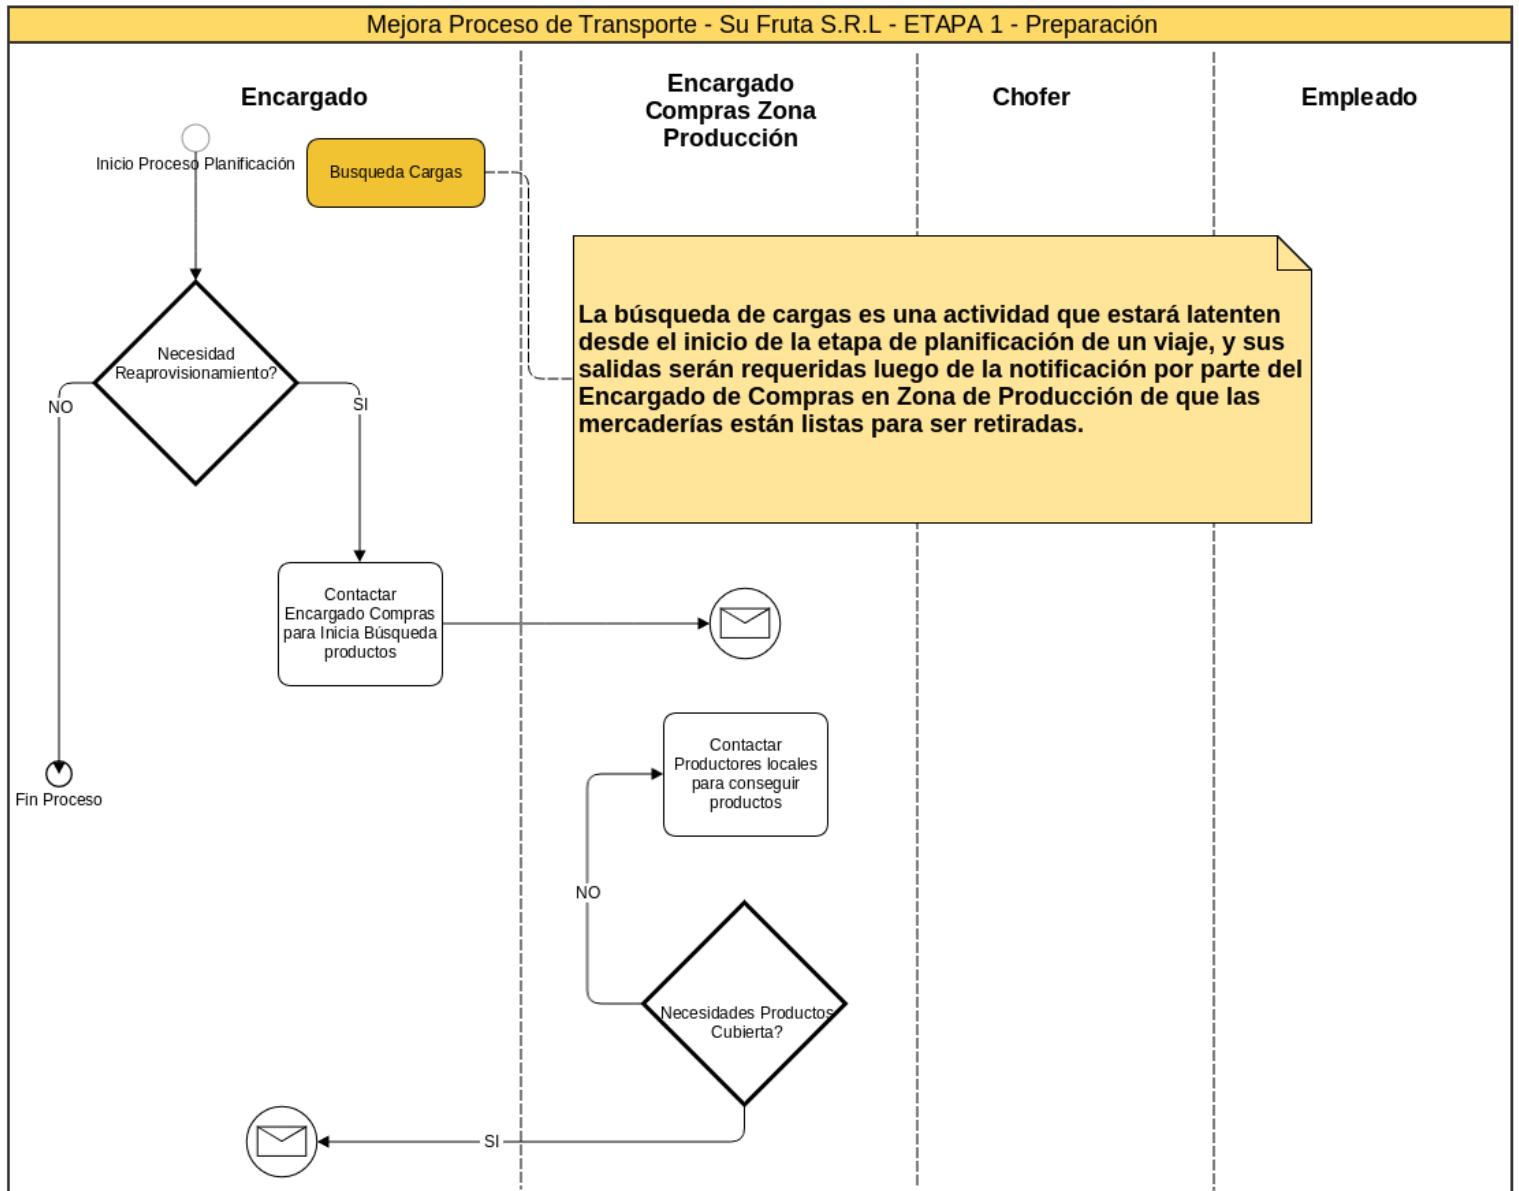 Mejora Proceso de Transporte - Su Fruta S.R.L - ETAPA 1 - Preparación
Encargado
Encargado
Compras Zona
Producción
Chofer
Empleado
Inicio Proceso Planificación
Busqueda Cargas
La búsqueda de cargas es una actividad que estará latenten
desde el inicio de la etapa de planificación de un viaje, y sus
salidas serán requeridas luego de la notificación por parte del
Encargado de Compras en Zona de Producción de que las
mercaderías están listas para ser retiradas.
Necesidad
Reaprovisionamiento?
NO
SI
Contactar
Encargado Compras
para Inicia Búsqueda
productos
Contactar
Productores locales
para conseguir
productos
Fin Proceso
NO
Necesidades Productos
Cubierta?
SI